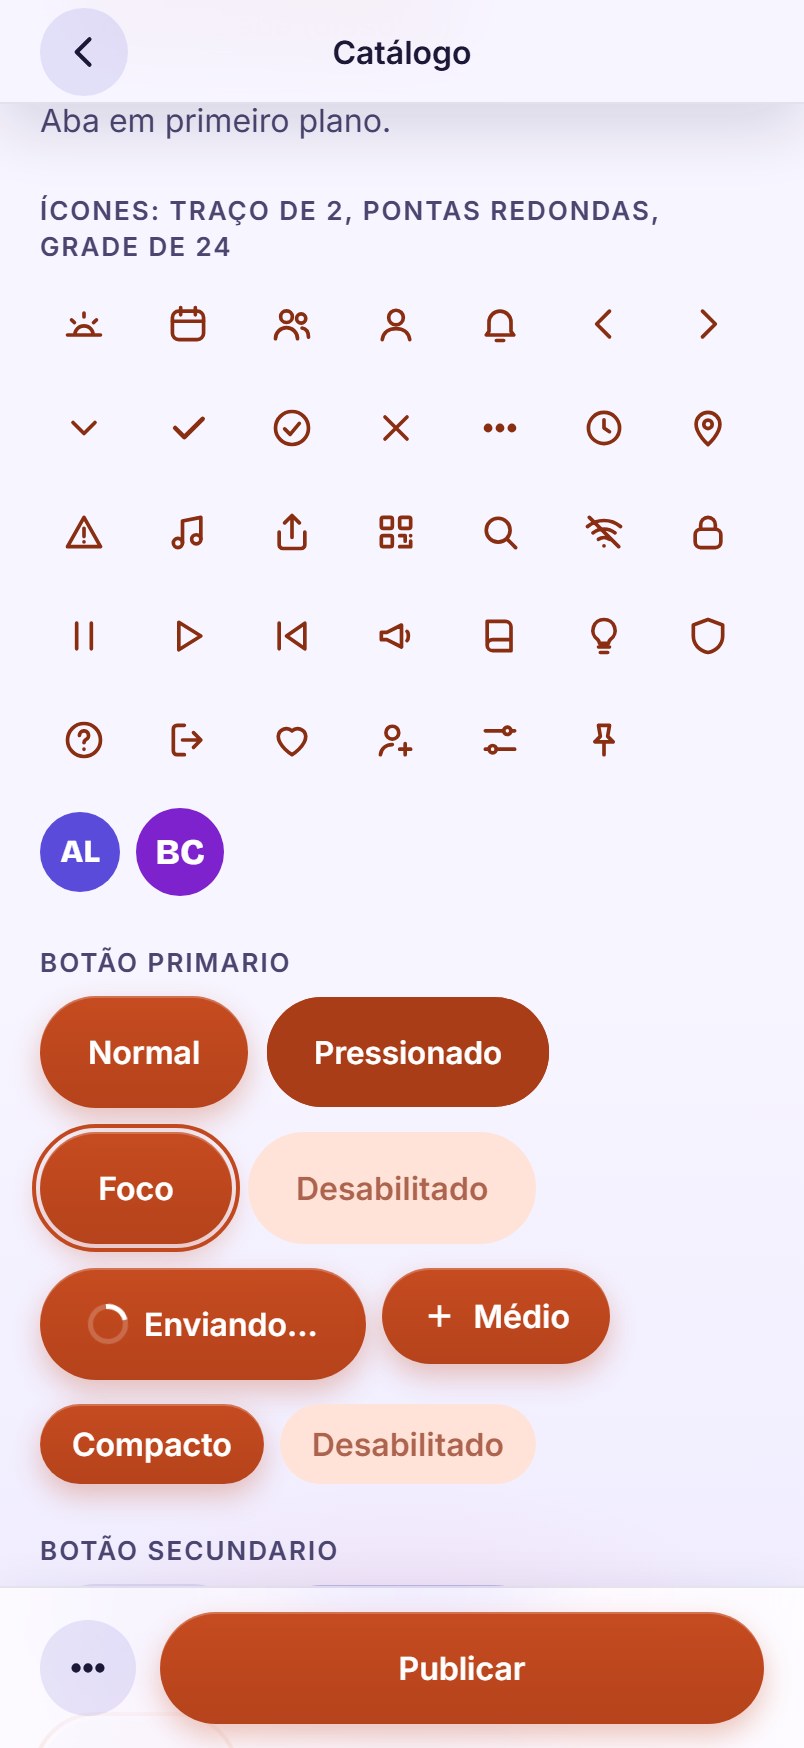 Catálogo
Aba em primeiro plano.
ÍCONES: TRAÇO DE 2, PONTAS REDONDAS,
GRADE DE 24
AL BC
BOTÃO PRIMARIO
Normal Pressionado
Foco Desabilitado
Enviando... + Médio
Compacto Desabilitado
BOTÃO SECUNDARIO
Publicar